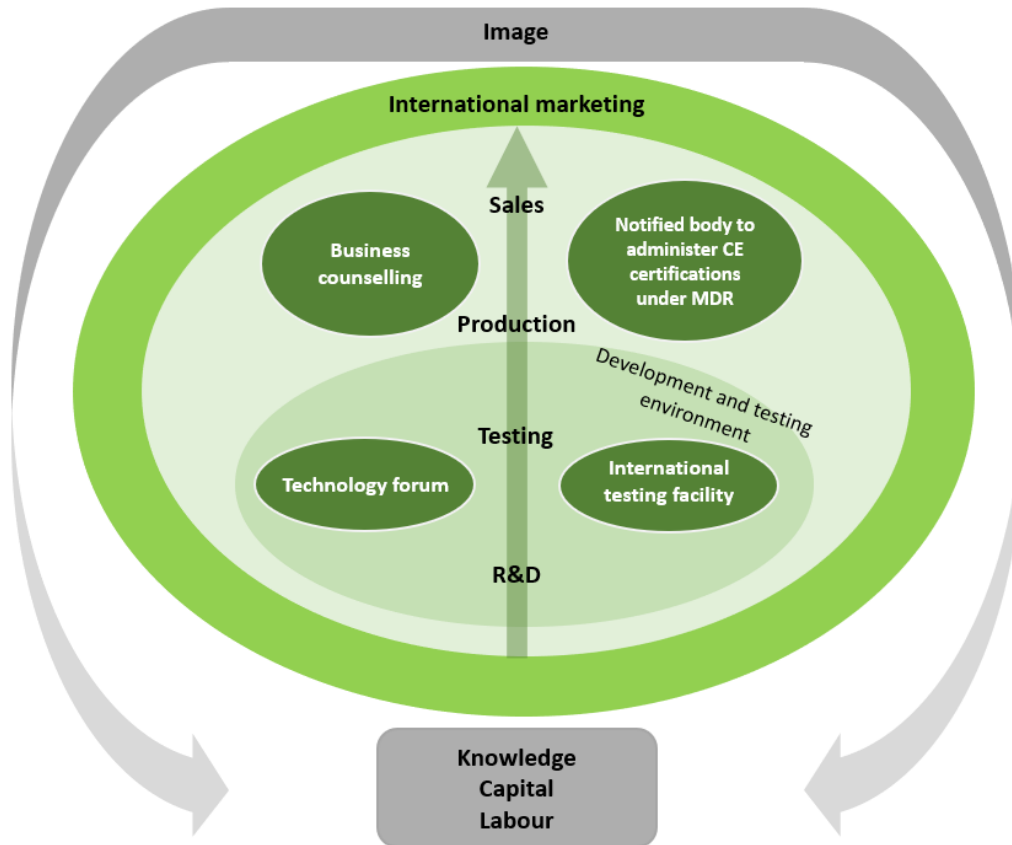 Image
International marketing
Sales
Business
counselling
Notified body to
administer CE
certifications
under MDR
Production
Development and testing
environment
Testing
Technology forum
International
testing facility
R&D
Knowledge
Capital
Labour